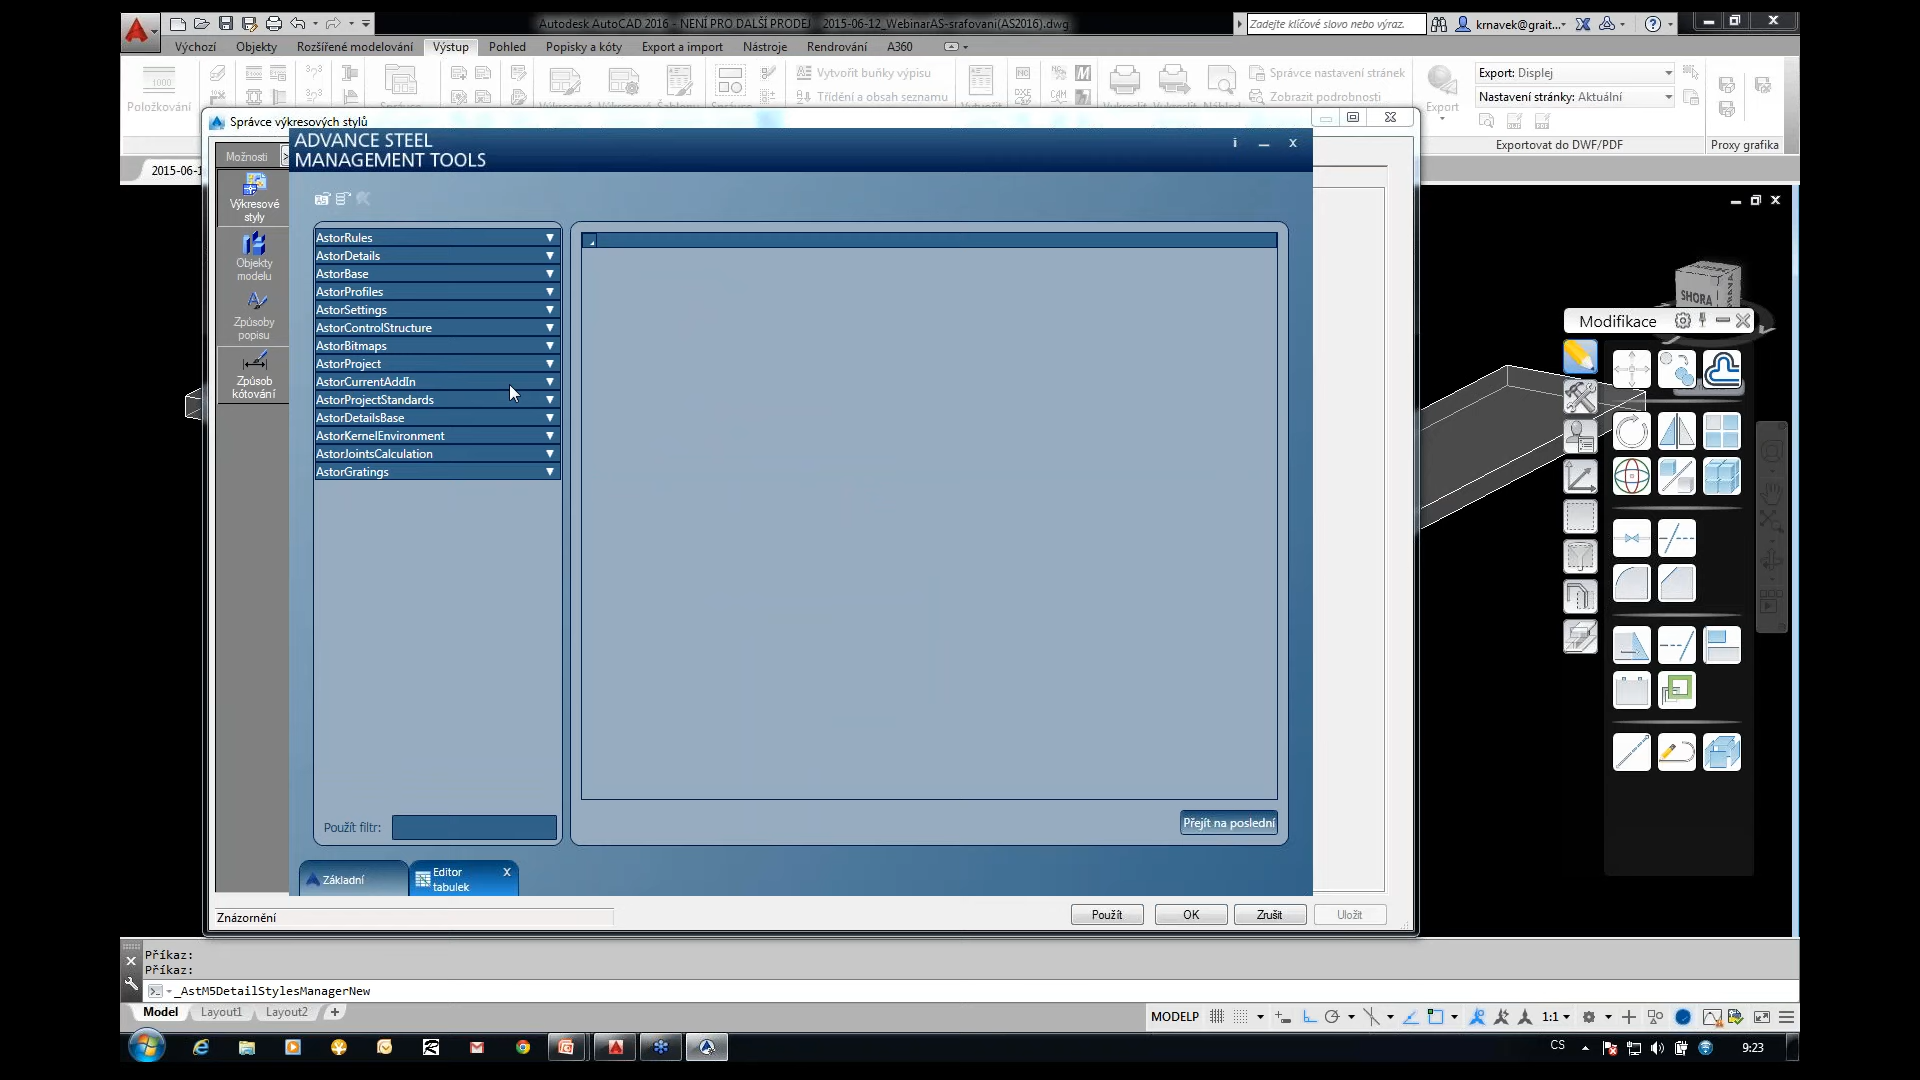 Autodesk AutoCAD 2016 - NENÍ PRO DALŠÍ PRODEJ 2015-06-12_WebinarAS-srafovani(AS2016).dwg
Zadejte klíčové slovo nebo výraz.
krnavek@grait...
Výchozí Objekty Rozšířené modelování Výstup Pohled Popisky a kóty Export a import Nástroje Rendrování A360
Vytvořit buňky výpisu
Třídění a obsah seznamu
Správce nastavení stránek
Zobrazit podrobnosti
Export: Displej
Nastavení stránky: Aktuální
Položkování
Export
Exportovat do DWF/PDF
Proxy grafika
Správce výkresových stylů
2015-06-1
Možnosti
Výkresové
styly
Objekty
modelu
Způsoby
popisu
Způsob
kótování
ADVANCE STEEL
MANAGEMENT TOOLS
AstorRules
AstorDetails
AstorBase
AstorProfiles
AstorSettings
AstorControlStructure
AstorBitmaps
AstorProject
AstorCurrentAddIn
AstorProjectStandards
AstorDetailsBase
AstorKernelEnvironment
AstorJointsCalculation
AstorGratings
Použít filtr:
Přejít na poslední
Základní
Editor
tabulek
Znázornění
Použít OK Zrušit Uložit
SHORA
Modifikace
Příkaz:
Příkaz:
_AstM5DetailStylesManagerNew
Model Layout1 Layout2
MODELP
1:1
CS
9:23